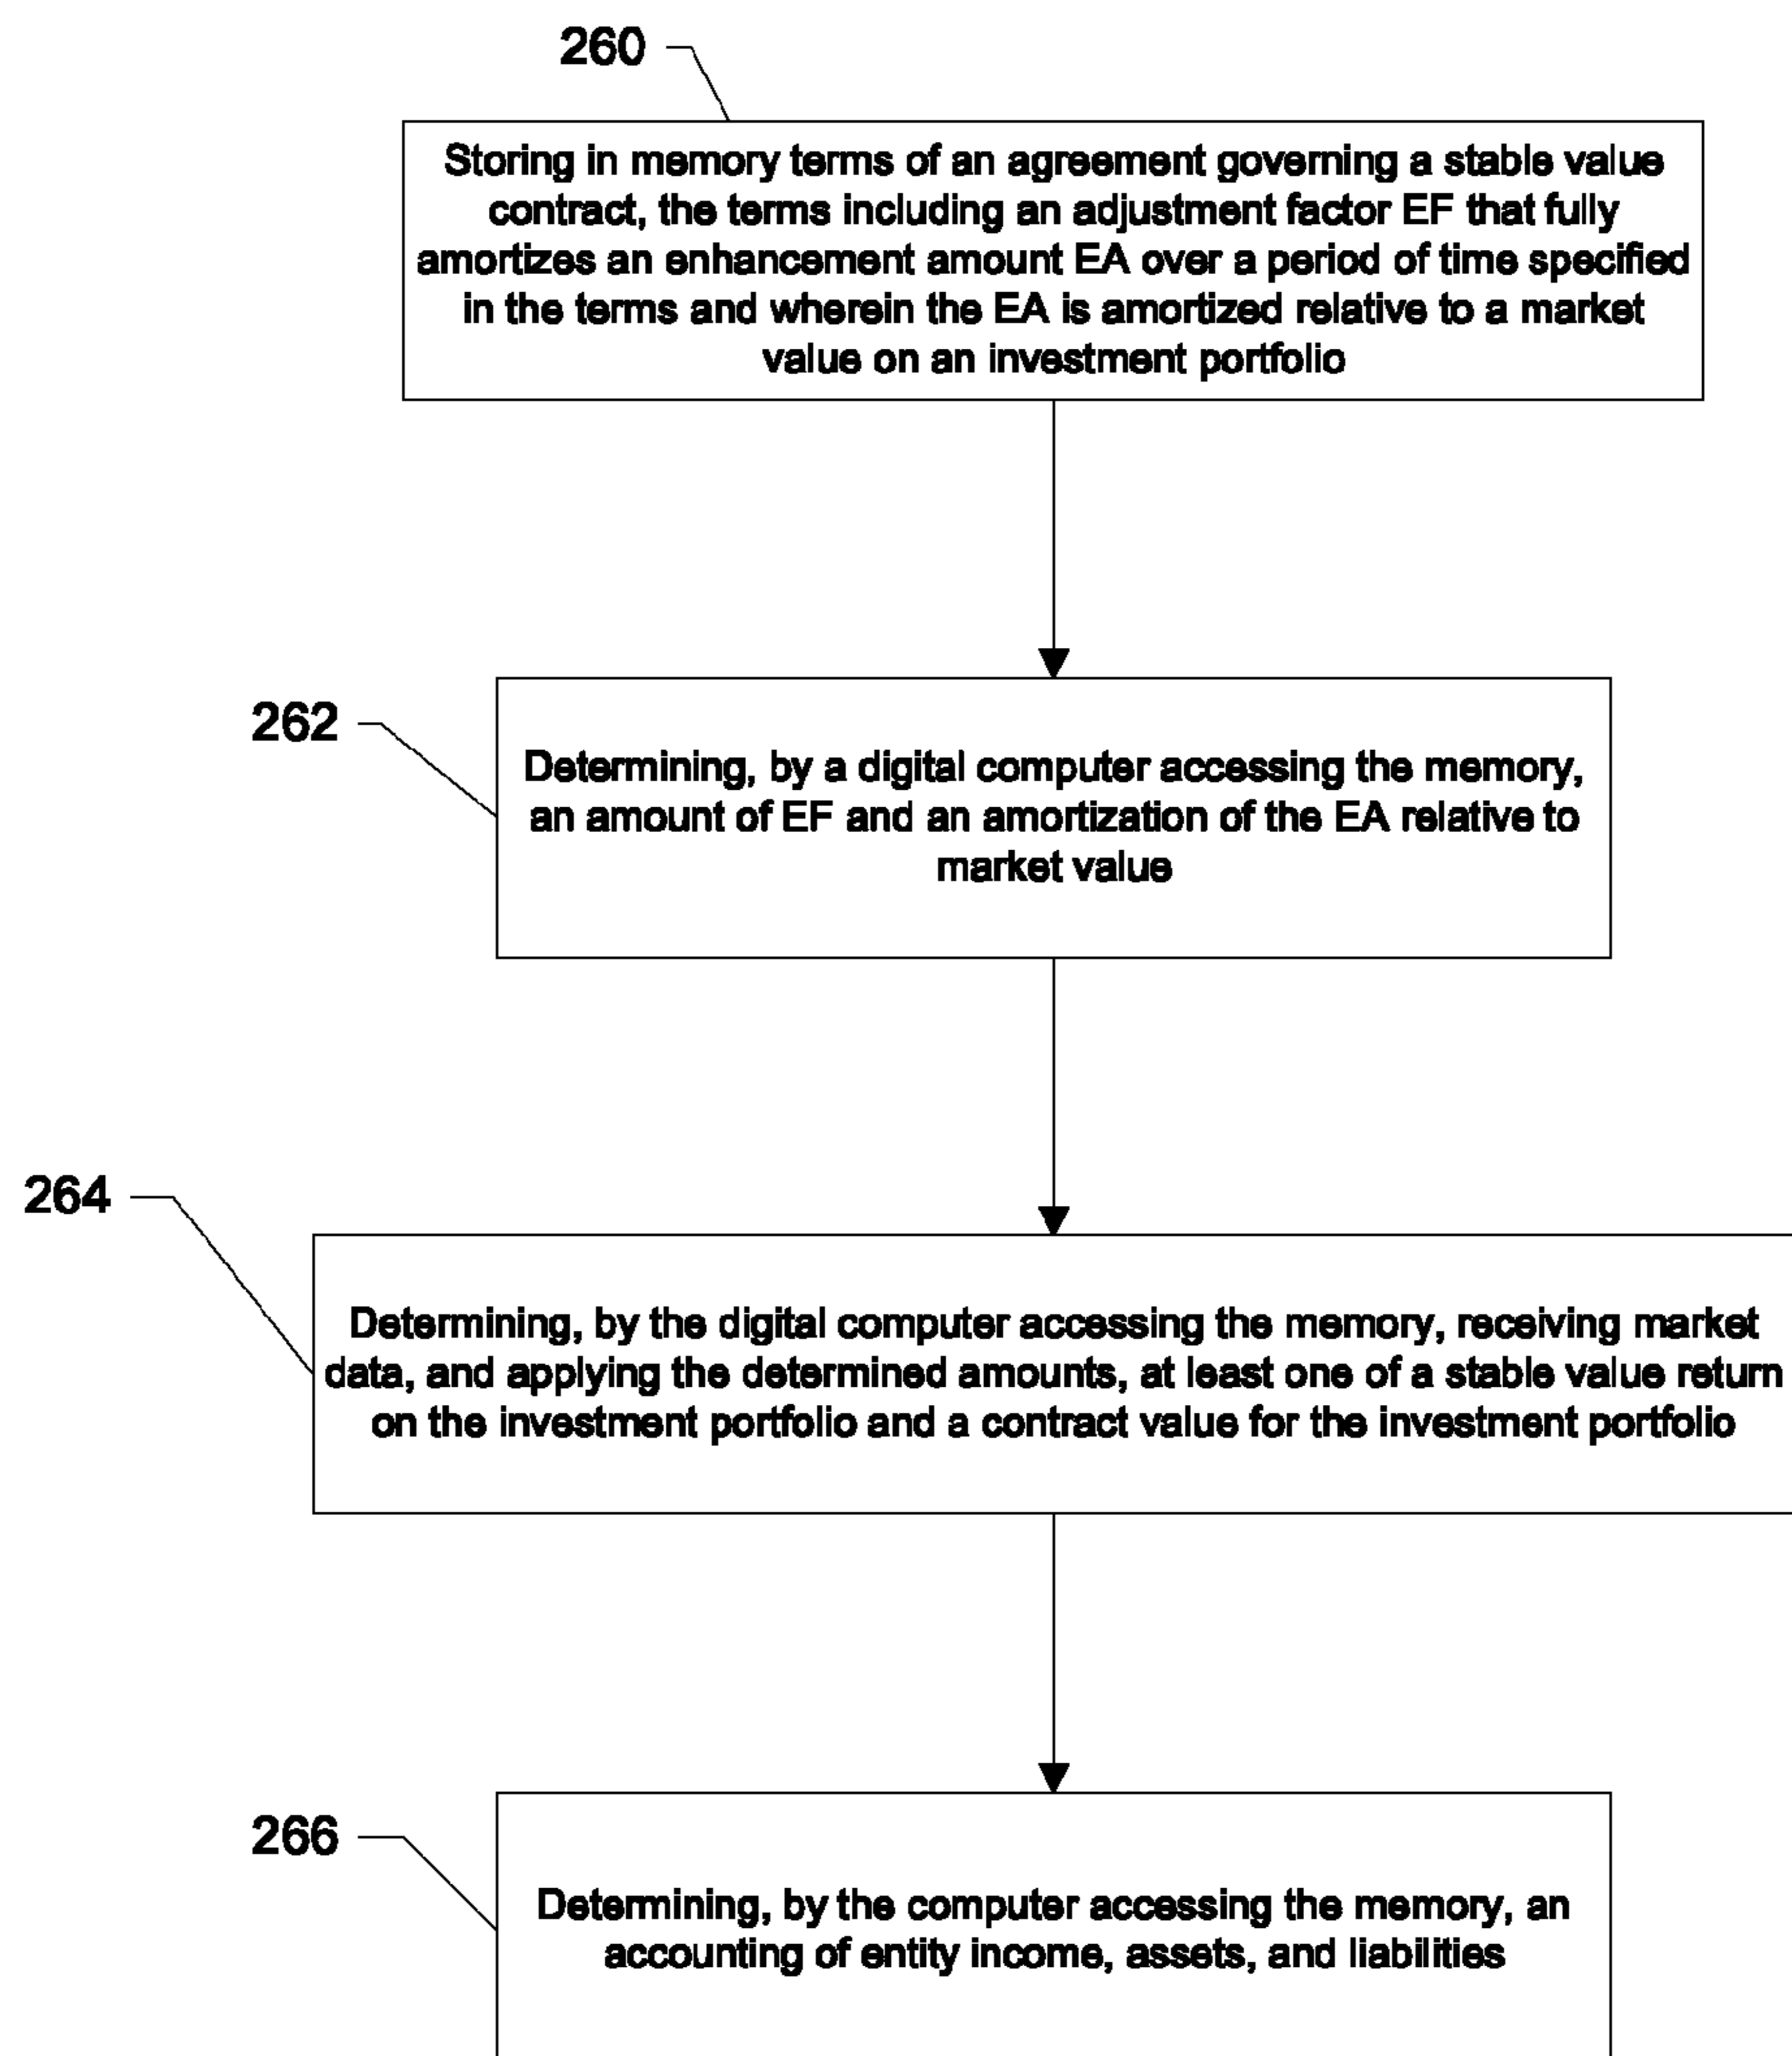 260
Storing in memory terms of an agreement governing a stable value
contract, the terms including an adjustment factor EF that fully
amortizes an enhancement amount EA over a period of time specified
in the terms and wherein the EA is amortized relative to a market
value on an investment portfolio
262
Determining, by a digital computer accessing the memory,
an amount of EF and an amortization of the EA relative to
market value
264
Determining, by the digital computer accessing the memory, receiving market
data, and applying the determined amounts, at least one of a stable value return
on the investment portfolio and a contract value for the investment portfolio
266
Determining, by the computer accessing the memory, an
accounting of entity income, assets, and liabilities